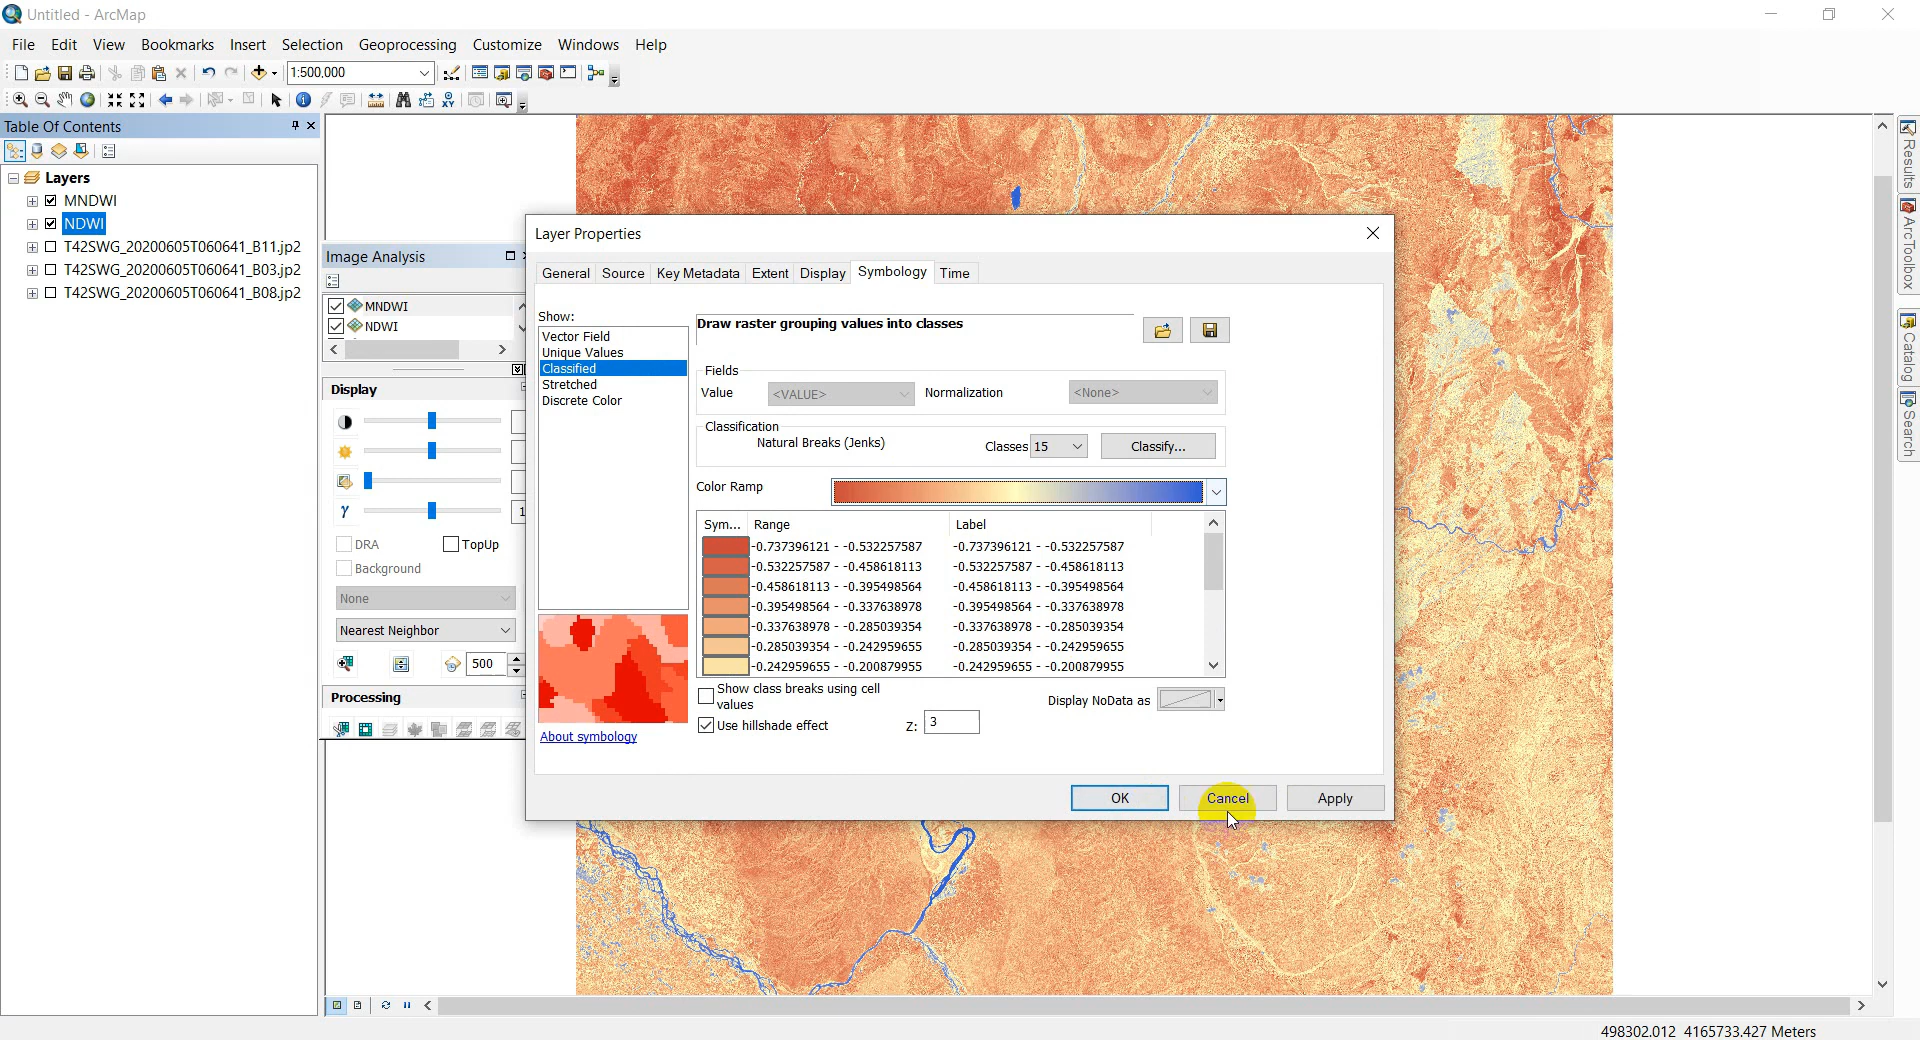 Untitled - ArcMap
File Edit View Bookmarks Insert Selection Geoprocessing Customize Windows Help
1:500,000
Table Of Contents
Layers
MNDWI
NDWI
T42SWG_20200605T060641_B11.jp2
T42SWG_20200605T060641_B03.jp2
T42SWG_20200605T060641_B08.jp2
Image Analysis
MNDWI
NDWI
Display
DRA
TopUp
Background
None
Nearest Neighbor
500
Processing
Layer Properties
General Source Key Metadata Extent Display Symbology Time
Show:
Vector Field
Unique Values
Classified
Stretched
Discrete Color
About symbology
Draw raster grouping values into classes
Fields
Value <VALUE> Normalization <None>
Classification
Natural Breaks (Jenks) Classes 15 Classify...
Color Ramp
Sym... Range Label
-0.737396121 - -0.532257587 -0.737396121 - -0.532257587
-0.532257587 - -0.458618113 -0.532257587 - -0.458618113
-0.458618113 - -0.395498564 -0.458618113 - -0.395498564
-0.395498564 - -0.337638978 -0.395498564 - -0.337638978
-0.337638978 - -0.285039354 -0.337638978 - -0.285039354
-0.285039354 - -0.242959655 -0.285039354 - -0.242959655
-0.242959655 - -0.200879955 -0.242959655 - -0.200879955
Show class breaks using cell
values
Display NoData as
Use hillshade effect Z: 3
OK Cancel Apply
Results
ArcToolbox
Catalog
Search
498302.012 4165733.427 Meters